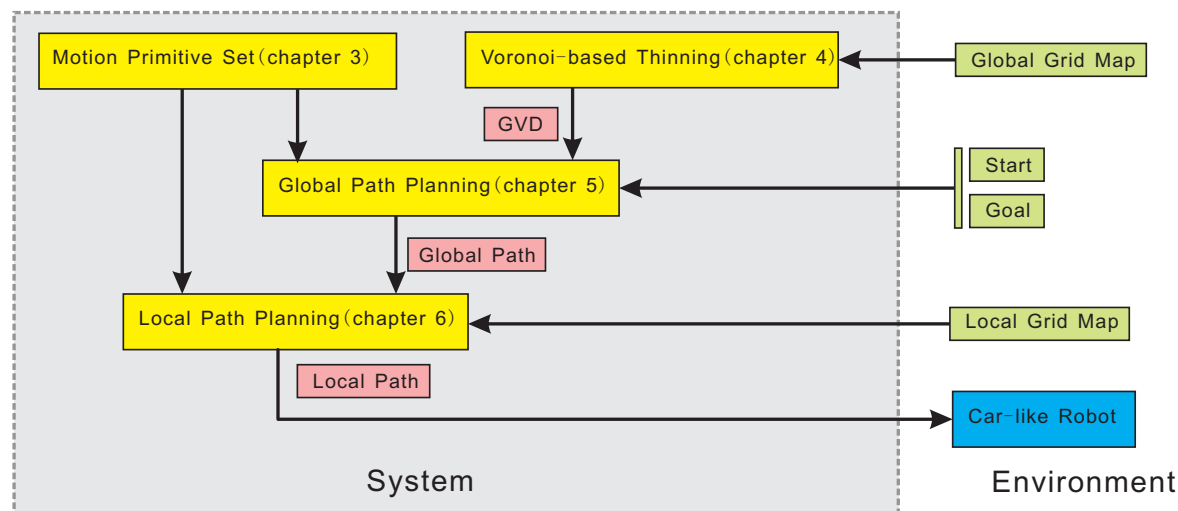 Motion Primitive Set(chapter 3)
Voronoi-based Thinning(chapter 4)
Global Grid Map
GVD
Start
Global Path Planning(chapter 5)
Goal
Global Path
Local Path Planning(chapter 6)
Local Grid Map
Local Path
Car-like Robot
System
Environment